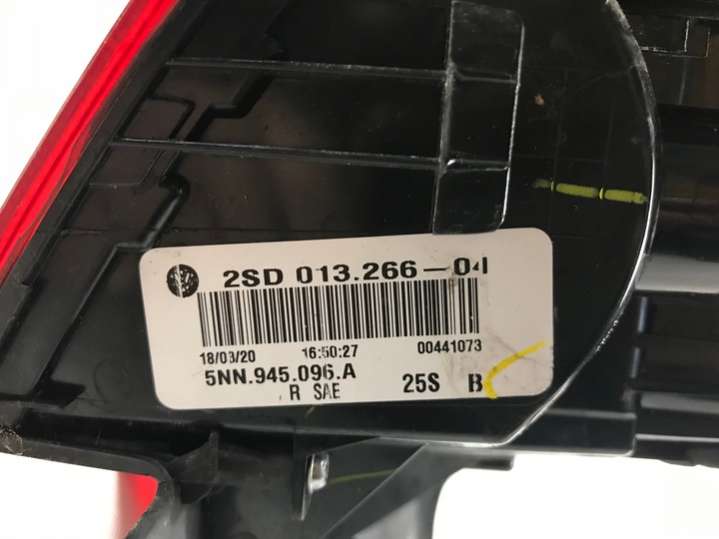 2SD 013.266-04
18/03/20 16:50:27 00441073
5NN.945.096.A
R SAE 25S B